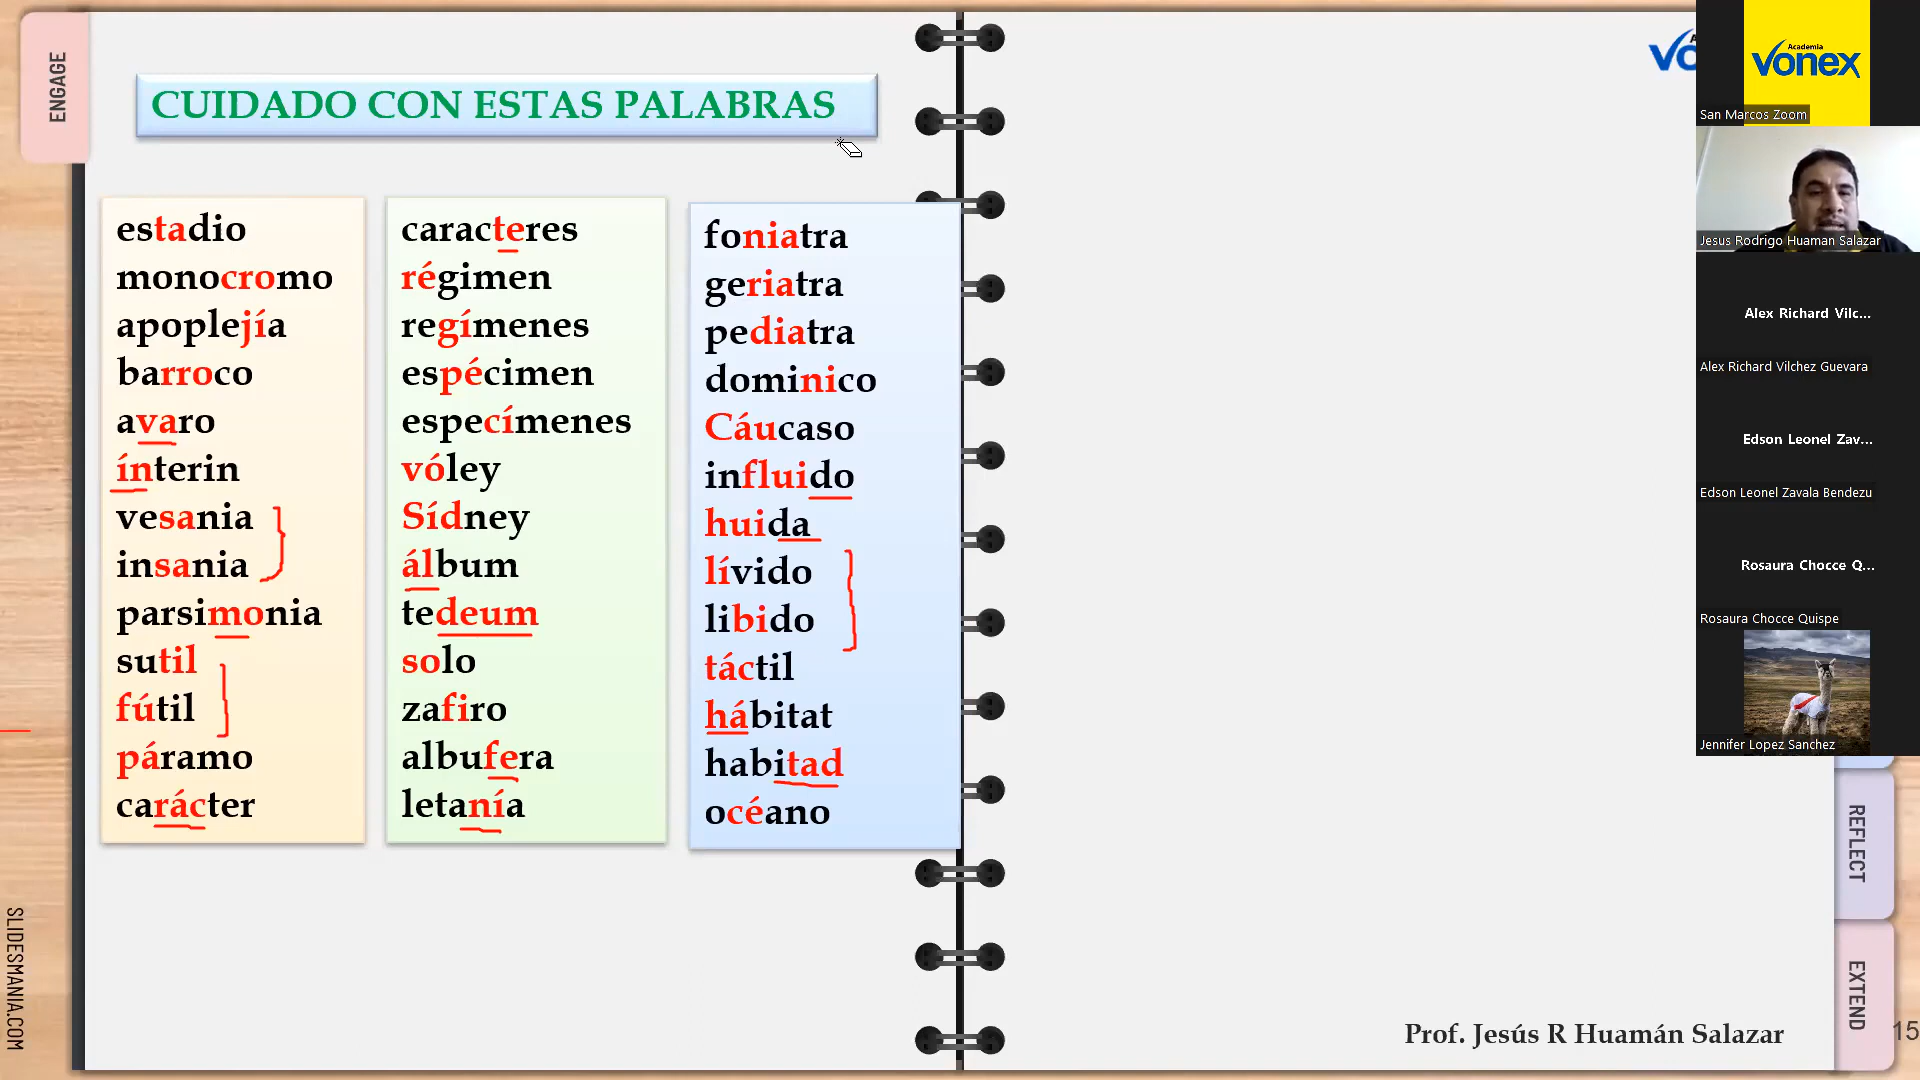 ENGAGE
CUIDADO CON ESTAS PALABRAS
estadio
monocromo
apoplejía
barroco
avaro
ínterin
vesania
insania
parsimonia
sutil
fútil
páramo
carácter
caracteres
régimen
regímenes
espécimen
especímenes
vóley
Sídney
álbum
tedeum
solo
zafiro
albufera
letanía
foniatra
geriatra
pediatra
dominico
Cáucaso
influido
huida
lívido
libido
táctil
hábitat
habitad
océano
Academia
vonex
San Marcos Zoom
Jesus Rodrigo Huaman Salazar
Alex Richard Vilc...
Alex Richard Vilchez Guevara
Edson Leonel Zav...
Edson Leonel Zavala Bendezu
Rosaura Chocce Q...
Rosaura Chocce Quispe
Jennifer Lopez Sanchez
REFLECT
EXTEND
SLIDESMANIA.COM
Prof. Jesús R Huamán Salazar
15